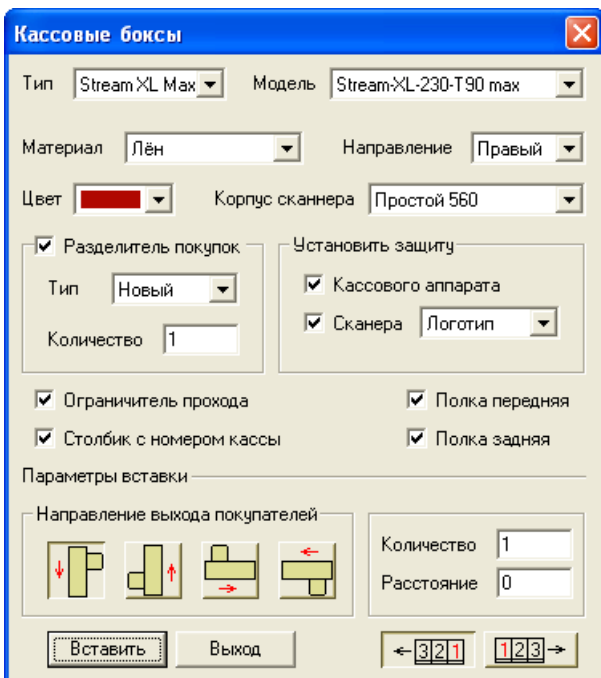 Кассовые боксы
Тип Stream XL Max Модель Stream-XL-230-T90 max
Материал Лён Направление Правый
Цвет Корпус сканнера Простой 560
Разделитель покупок Установить защиту
Тип Новый Кассового аппарата
Сканера Логотип
Количество 1
Ограничитель прохода Полка передняя
Столбик с номером кассы Полка задняя
Параметры вставки
Направление выхода покупателей
Количество 1
Расстояние 0
Вставить Выход ←321 123→